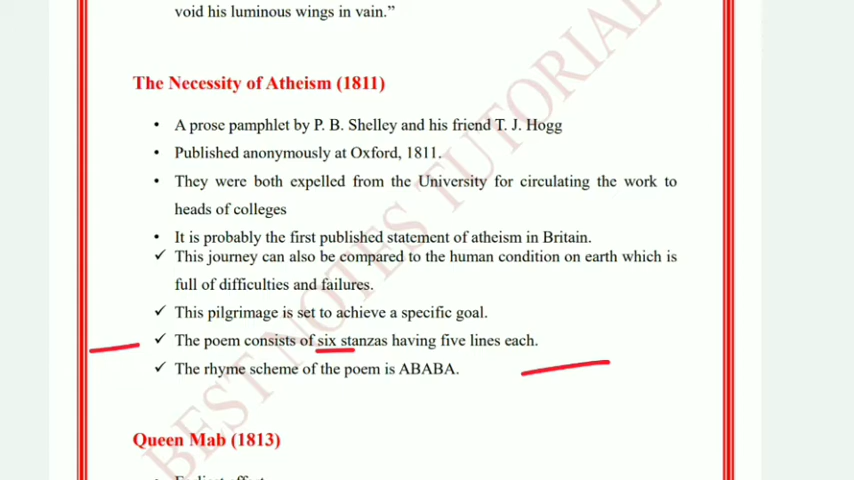 void his luminous wings in vain.”
The Necessity of Atheism (1811)
• A prose pamphlet by P. B. Shelley and his friend T. J. Hogg
• Published anonymously at Oxford, 1811.
• They were both expelled from the University for circulating the work to
heads of colleges
• It is probably the first published statement of atheism in Britain.
✓ This journey can also be compared to the human condition on earth which is
full of difficulties and failures.
✓ This pilgrimage is set to achieve a specific goal.
✓ The poem consists of six stanzas having five lines each.
✓ The rhyme scheme of the poem is ABABA.
Queen Mab (1813)
BEST NOTES TUTORIAL